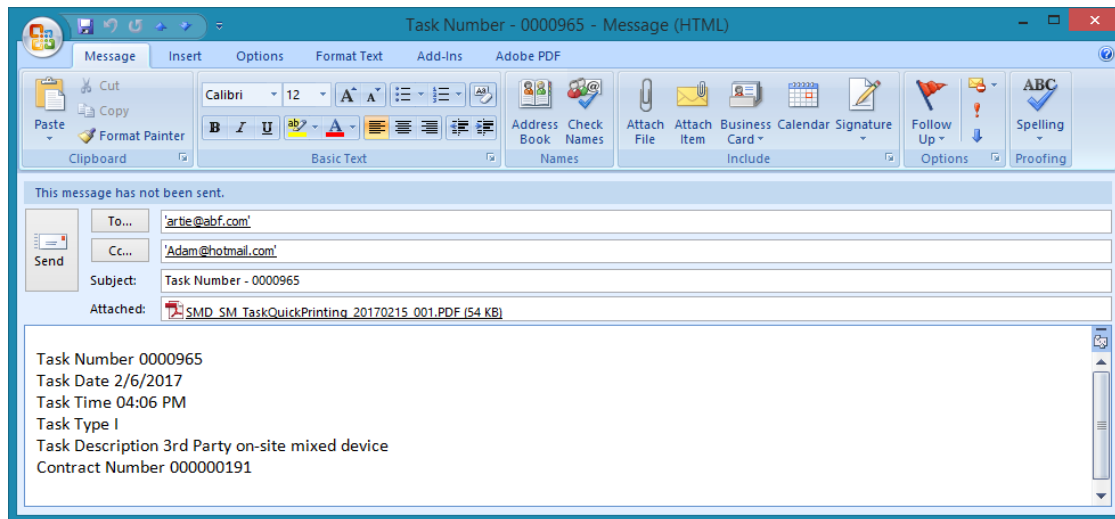 Task Number - 0000965 - Message (HTML)
Message Insert Options Format Text Add-Ins Adobe PDF
Paste
Cut
Copy
Format Painter
Clipboard
Calibri 12
B I U
Basic Text
Address Book
Check Names
Names
Attach File
Attach Item
Business Card
Calendar
Signature
Include
Follow Up
Options
ABC
Spelling
Proofing
This message has not been sent.
Send
To... 'artie@abf.com'
Cc... 'Adam@hotmail.com'
Subject: Task Number - 0000965
Attached: SMD_SM_TaskQuickPrinting_20170215_001.PDF (54 KB)
Task Number 0000965
Task Date 2/6/2017
Task Time 04:06 PM
Task Type I
Task Description 3rd Party on-site mixed device
Contract Number 000000191